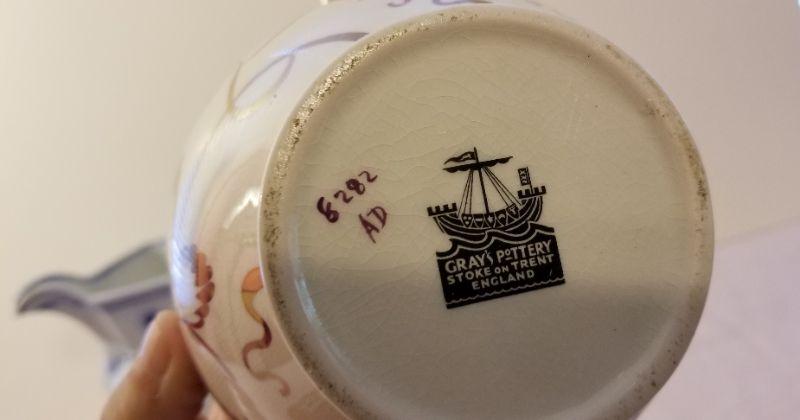 8282
AD
GRAY'S POTTERY
STOKE ON TRENT
ENGLAND